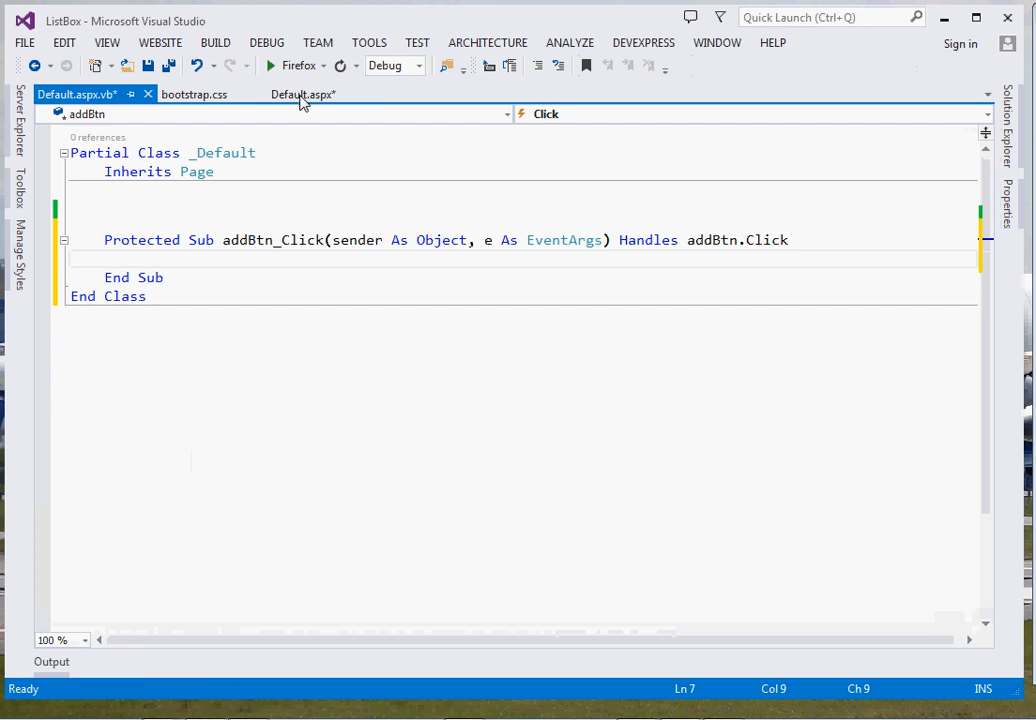 ListBox - Microsoft Visual Studio
Quick Launch (Ctrl+Q)
FILE EDIT VIEW WEBSITE BUILD DEBUG TEAM TOOLS TEST ARCHITECTURE ANALYZE DEVEXPRESS WINDOW HELP Sign in
Firefox Debug
Default.aspx.vb* bootstrap.css Default.aspx*
addBtn Click
0 references
Partial Class _Default
Inherits Page
Protected Sub addBtn_Click(sender As Object, e As EventArgs) Handles addBtn.Click
End Sub
End Class
Server Explorer
Toolbox
Manage Styles
Solution Explorer
Properties
100 %
Output
Ready Ln 7 Col 9 Ch 9 INS